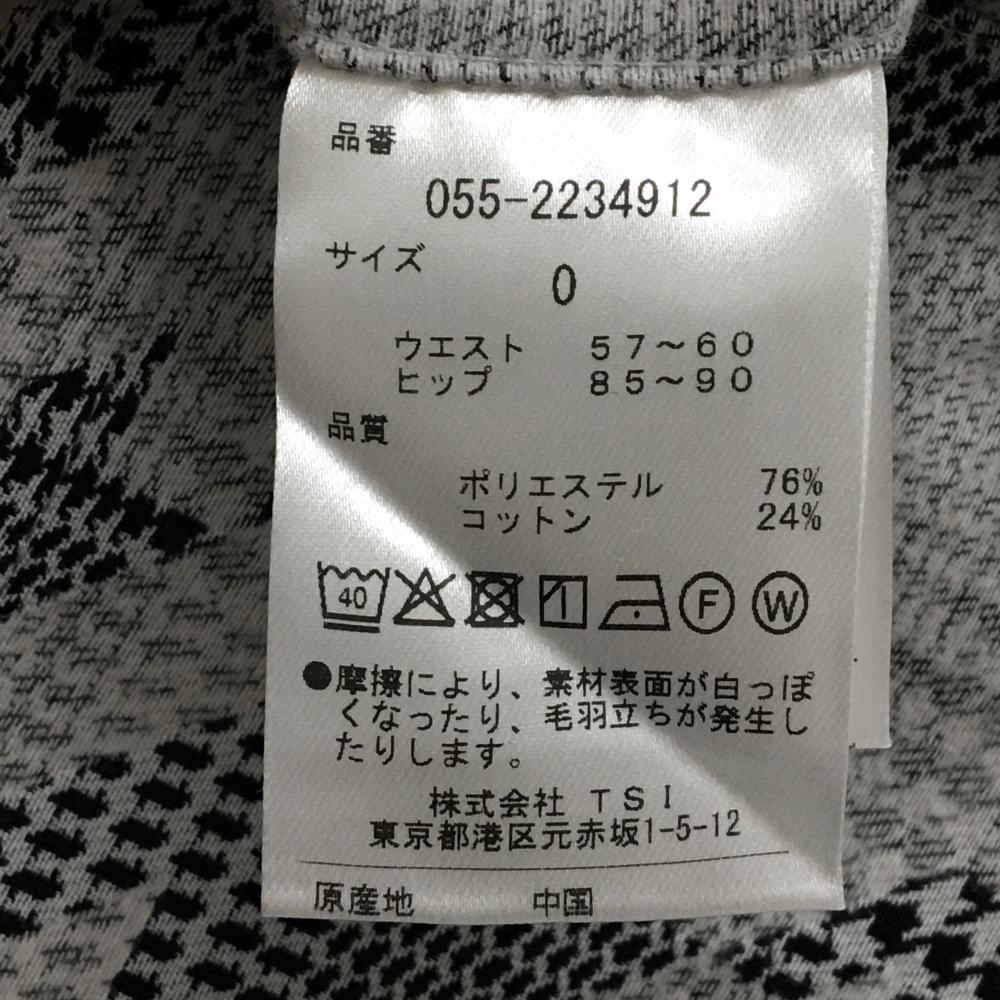 品番
055-2234912
サイズ
0
ウエスト 57～60
ヒップ 85～90
品質
ポリエステル 76%
コットン 24%
40 F W
●摩擦により、素材表面が白っぽ
くなったり、毛羽立ちが発生し
たりします。
株式会社 TSI
東京都港区元赤坂1-5-12
原産地 中国